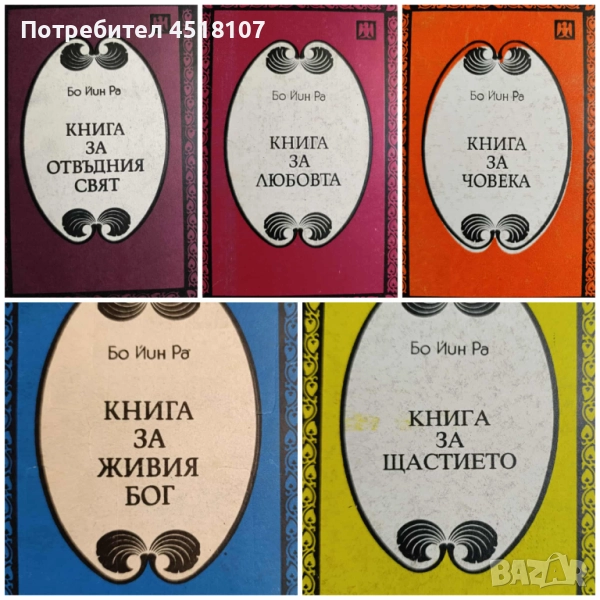 Потребител 4518107
Бо Йин Ра
КНИГА
ЗА
ОТВЪДНИЯ
СВЯТ
Бо Йин Ра
КНИГА
ЗА
ЛЮБОВТА
Бо Йин Ра
КНИГА
ЗА
ЧОВЕКА
Бо Йин Ра
КНИГА
ЗА
ЖИВИЯ
БОГ
Бо Йин Ра
КНИГА
ЗА
ЩАСТИЕТО
BAZAR